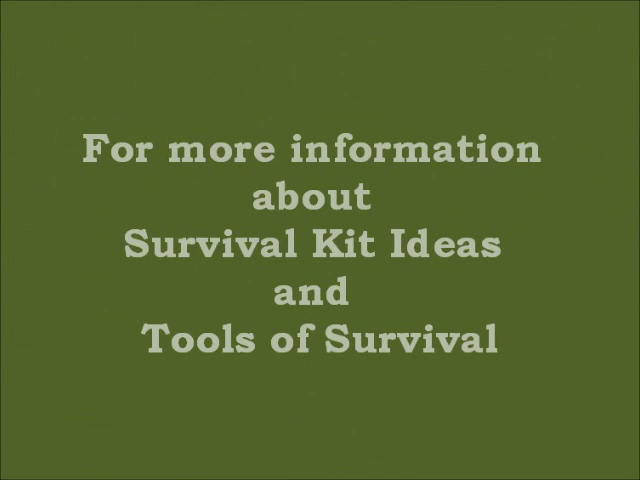 For more information
about
Survival Kit Ideas
and
Tools of Survival